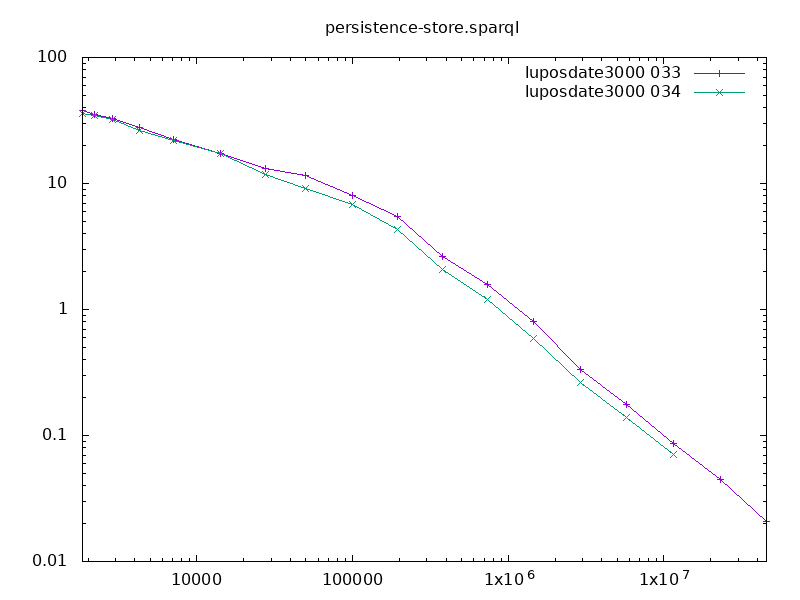 persistence-store.sparql
luposdate3000 033
luposdate3000 034
100
10
1
0.1
0.01
10000 100000 1x10⁶ 1x10⁷